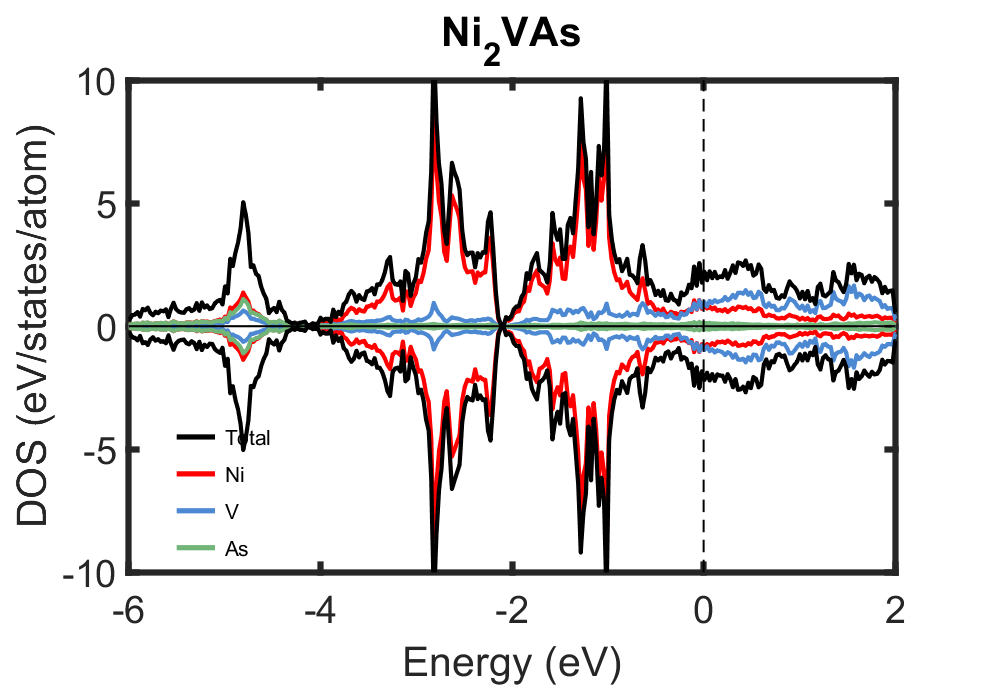 Ni₂VAs
DOS (eV/states/atom)
10
5
0
-5
-10
Total
Ni
V
As
-6 -4 -2 0 2
Energy (eV)